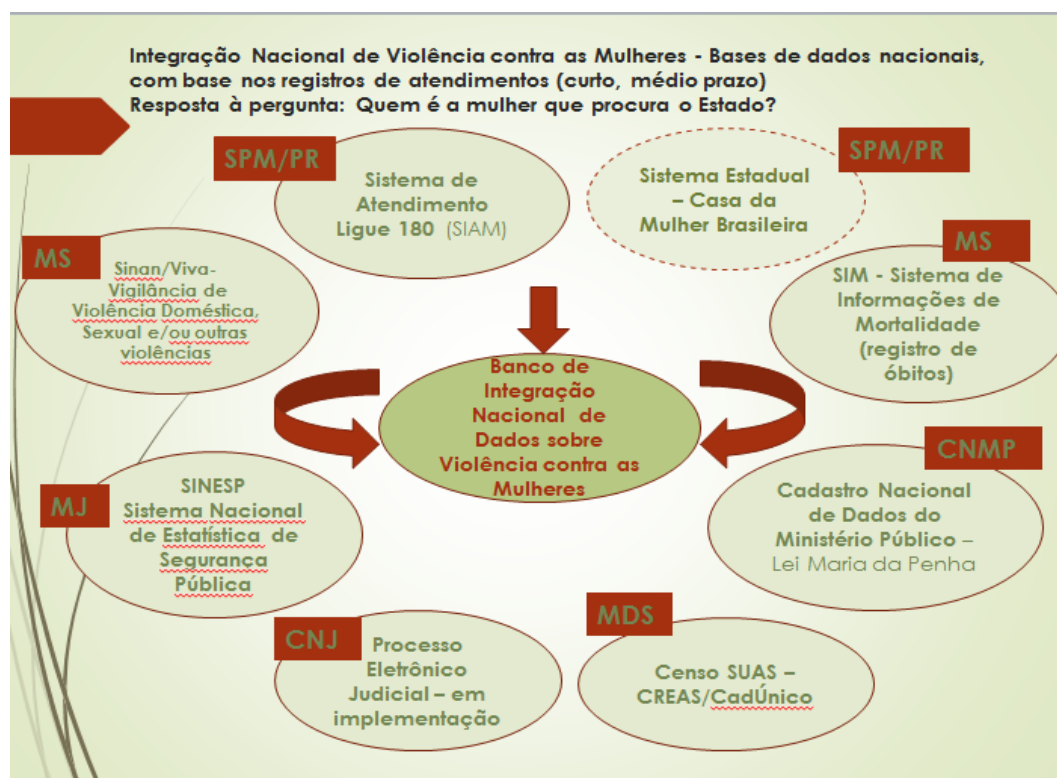 Integração Nacional de Violência contra as Mulheres - Bases de dados nacionais,
com base nos registros de atendimentos (curto, médio prazo)
Resposta à pergunta: Quem é a mulher que procura o Estado?
SPM/PR
Sistema de
Atendimento
Ligue 180 (SIAM)
SPM/PR
Sistema Estadual
– Casa da
Mulher Brasileira
MS
Sinan/Viva-
Vigilância de
Violência Doméstica,
Sexual e/ou outras
violências
MS
SIM - Sistema de
Informações de
Mortalidade
(registro de
óbitos)
Banco de
Integração
Nacional de
Dados sobre
Violência contra as
Mulheres
MJ
SINESP
Sistema Nacional
de Estatística de
Segurança
Pública
CNMP
Cadastro Nacional
de Dados do
Ministério Público –
Lei Maria da Penha
CNJ
Processo
Eletrônico
Judicial – em
implementação
MDS
Censo SUAS –
CREAS/CadÚnico